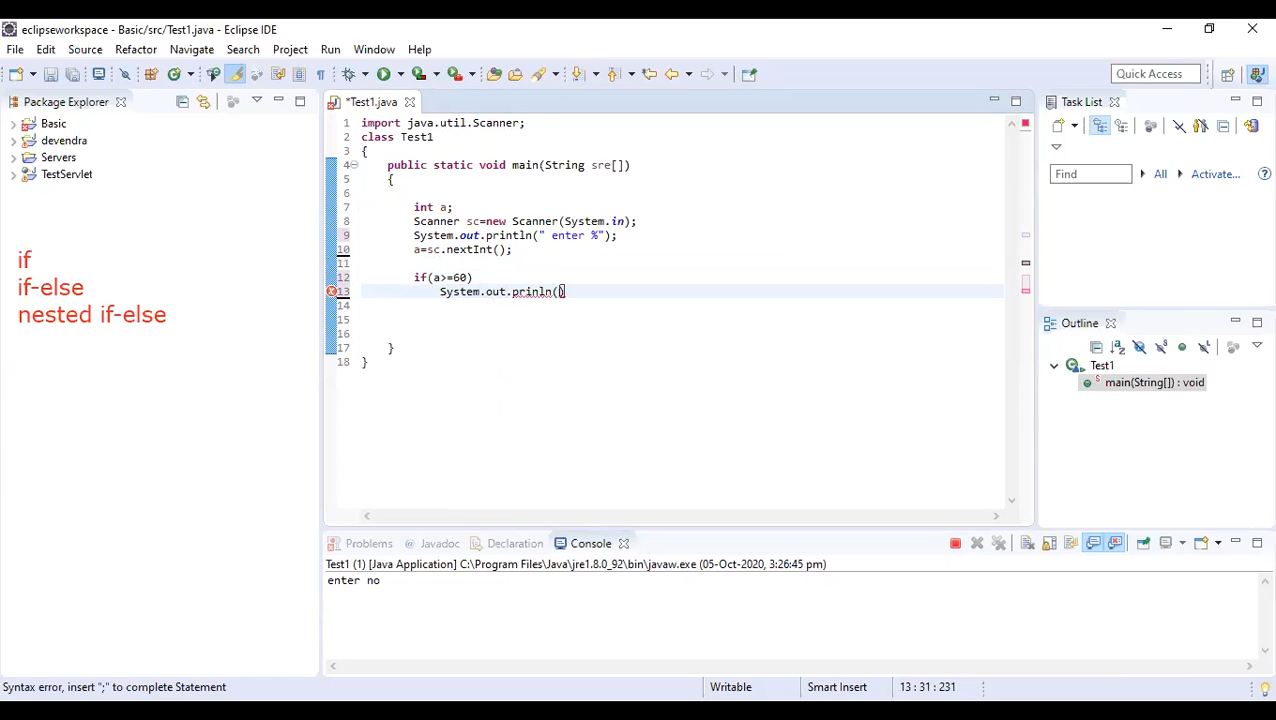 eclipseworkspace - Basic/src/Test1.java - Eclipse IDE
File Edit Source Refactor Navigate Search Project Run Window Help
Quick Access
Package Explorer
*Test1.java
Task List
Basic
devendra
Servers
TestServlet
if
if-else
nested if-else
1 import java.util.Scanner;
2 class Test1
3 {
4 public static void main(String sre[])
5 {
6
7 int a;
8 Scanner sc=new Scanner(System.in);
9 System.out.println(" enter %");
10 a=sc.nextInt();
11
12 if(a>=60)
13 System.out.prinln()
14
15
16
17 }
18 }
Find All Activate...
Outline
Test1
main(String[]) : void
Problems Javadoc Declaration Console
Test1 (1) [Java Application] C:\Program Files\Java\jre1.8.0_92\bin\javaw.exe (05-Oct-2020, 3:26:45 pm)
enter no
Syntax error, insert ";" to complete Statement
Writable
Smart Insert
13 : 31 : 231